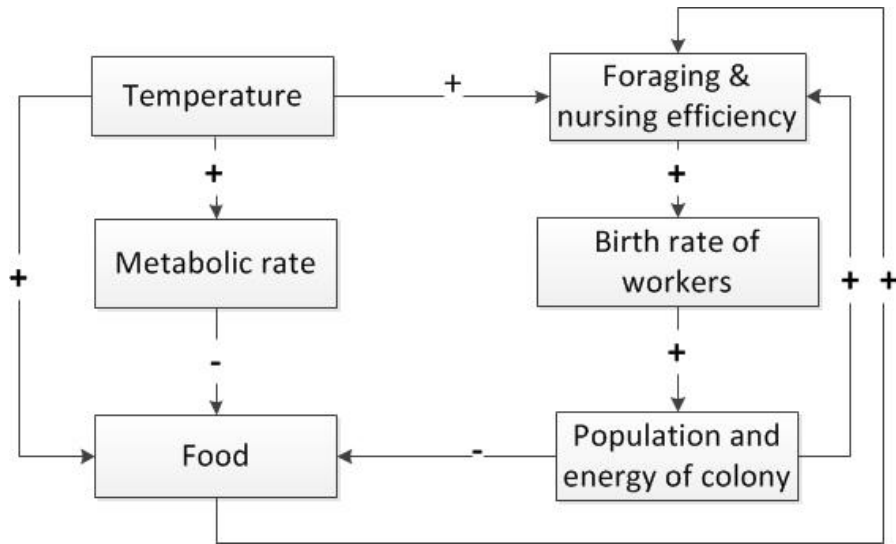 Temperature
+
Foraging &
nursing efficiency
+
+
Metabolic rate
Birth rate of
workers
+
+
+
-
+
Food
-
Population and
energy of colony